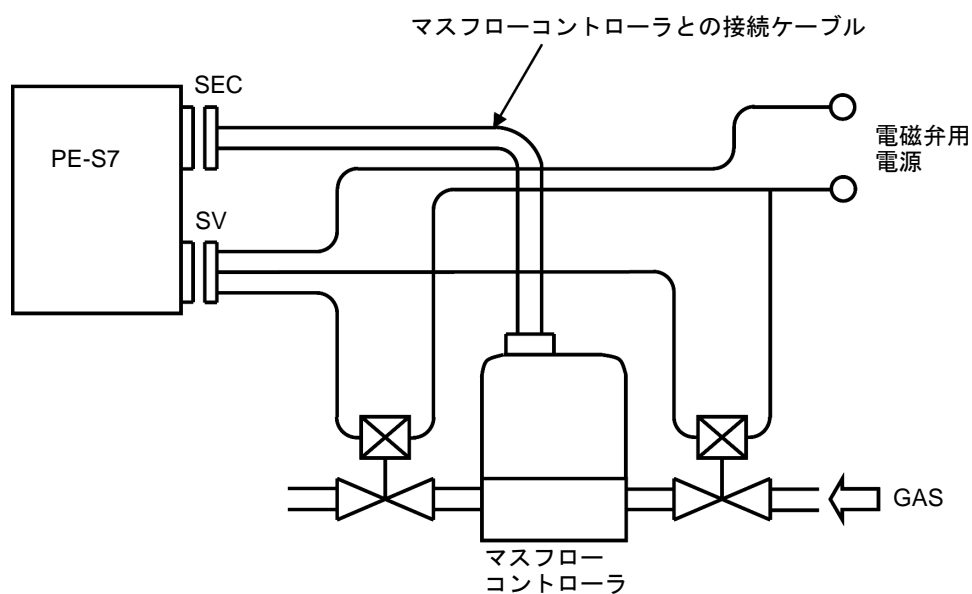 マスフローコントローラとの接続ケーブル
SEC
PE-S7
電磁弁用
電源
SV
GAS
マスフロー
コントローラ